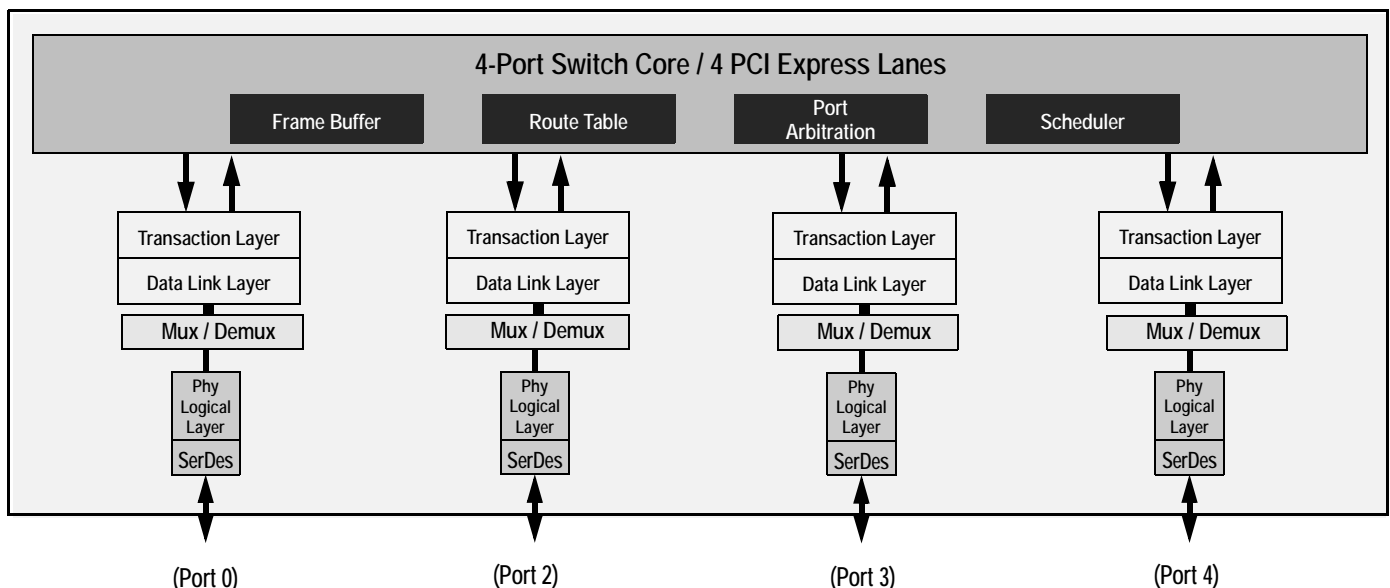 4-Port Switch Core / 4 PCI Express Lanes
Frame Buffer
Route Table
Port
Arbitration
Scheduler
Transaction Layer
Data Link Layer
Mux / Demux
Phy
Logical
Layer
SerDes
(Port 0)
Transaction Layer
Data Link Layer
Mux / Demux
Phy
Logical
Layer
SerDes
(Port 2)
Transaction Layer
Data Link Layer
Mux / Demux
Phy
Logical
Layer
SerDes
(Port 3)
Transaction Layer
Data Link Layer
Mux / Demux
Phy
Logical
Layer
SerDes
(Port 4)